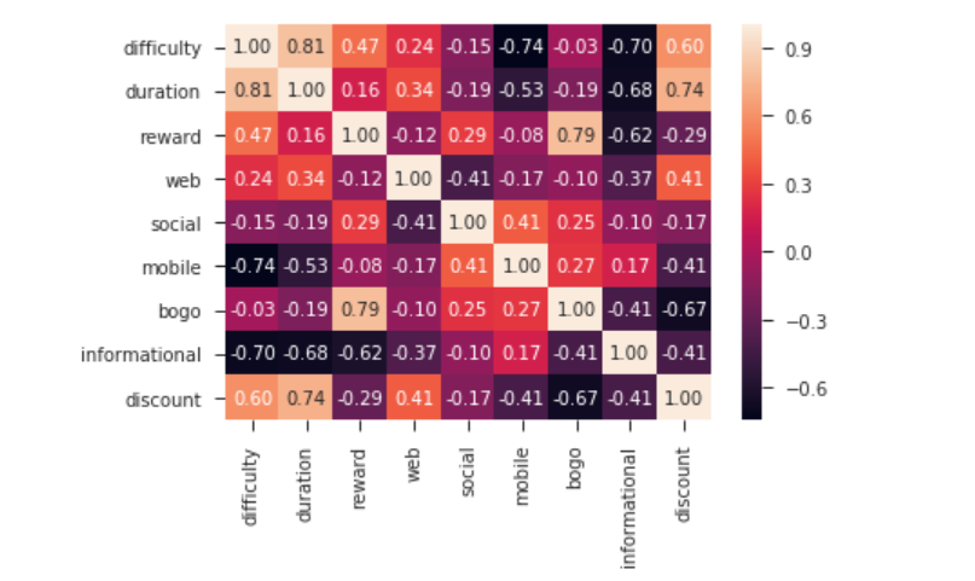 difficulty 1.00 0.81 0.47 0.24 -0.15 -0.74 -0.03 -0.70 0.60 0.9
duration 0.81 1.00 0.16 0.34 -0.19 -0.53 -0.19 -0.68 0.74 0.6
reward 0.47 0.16 1.00 -0.12 0.29 -0.08 0.79 -0.62 -0.29
web 0.24 0.34 -0.12 1.00 -0.41 -0.17 -0.10 -0.37 0.41 0.3
social -0.15 -0.19 0.29 -0.41 1.00 0.41 0.25 -0.10 -0.17
mobile -0.74 -0.53 -0.08 -0.17 0.41 1.00 0.27 0.17 -0.41 0.0
bogo -0.03 -0.19 0.79 -0.10 0.25 0.27 1.00 -0.41 -0.67 −0.3
informational -0.70 -0.68 -0.62 -0.37 -0.10 0.17 -0.41 1.00 -0.41
discount 0.60 0.74 -0.29 0.41 -0.17 -0.41 -0.67 -0.41 1.00 −0.6
difficulty duration reward web social mobile bogo informational discount